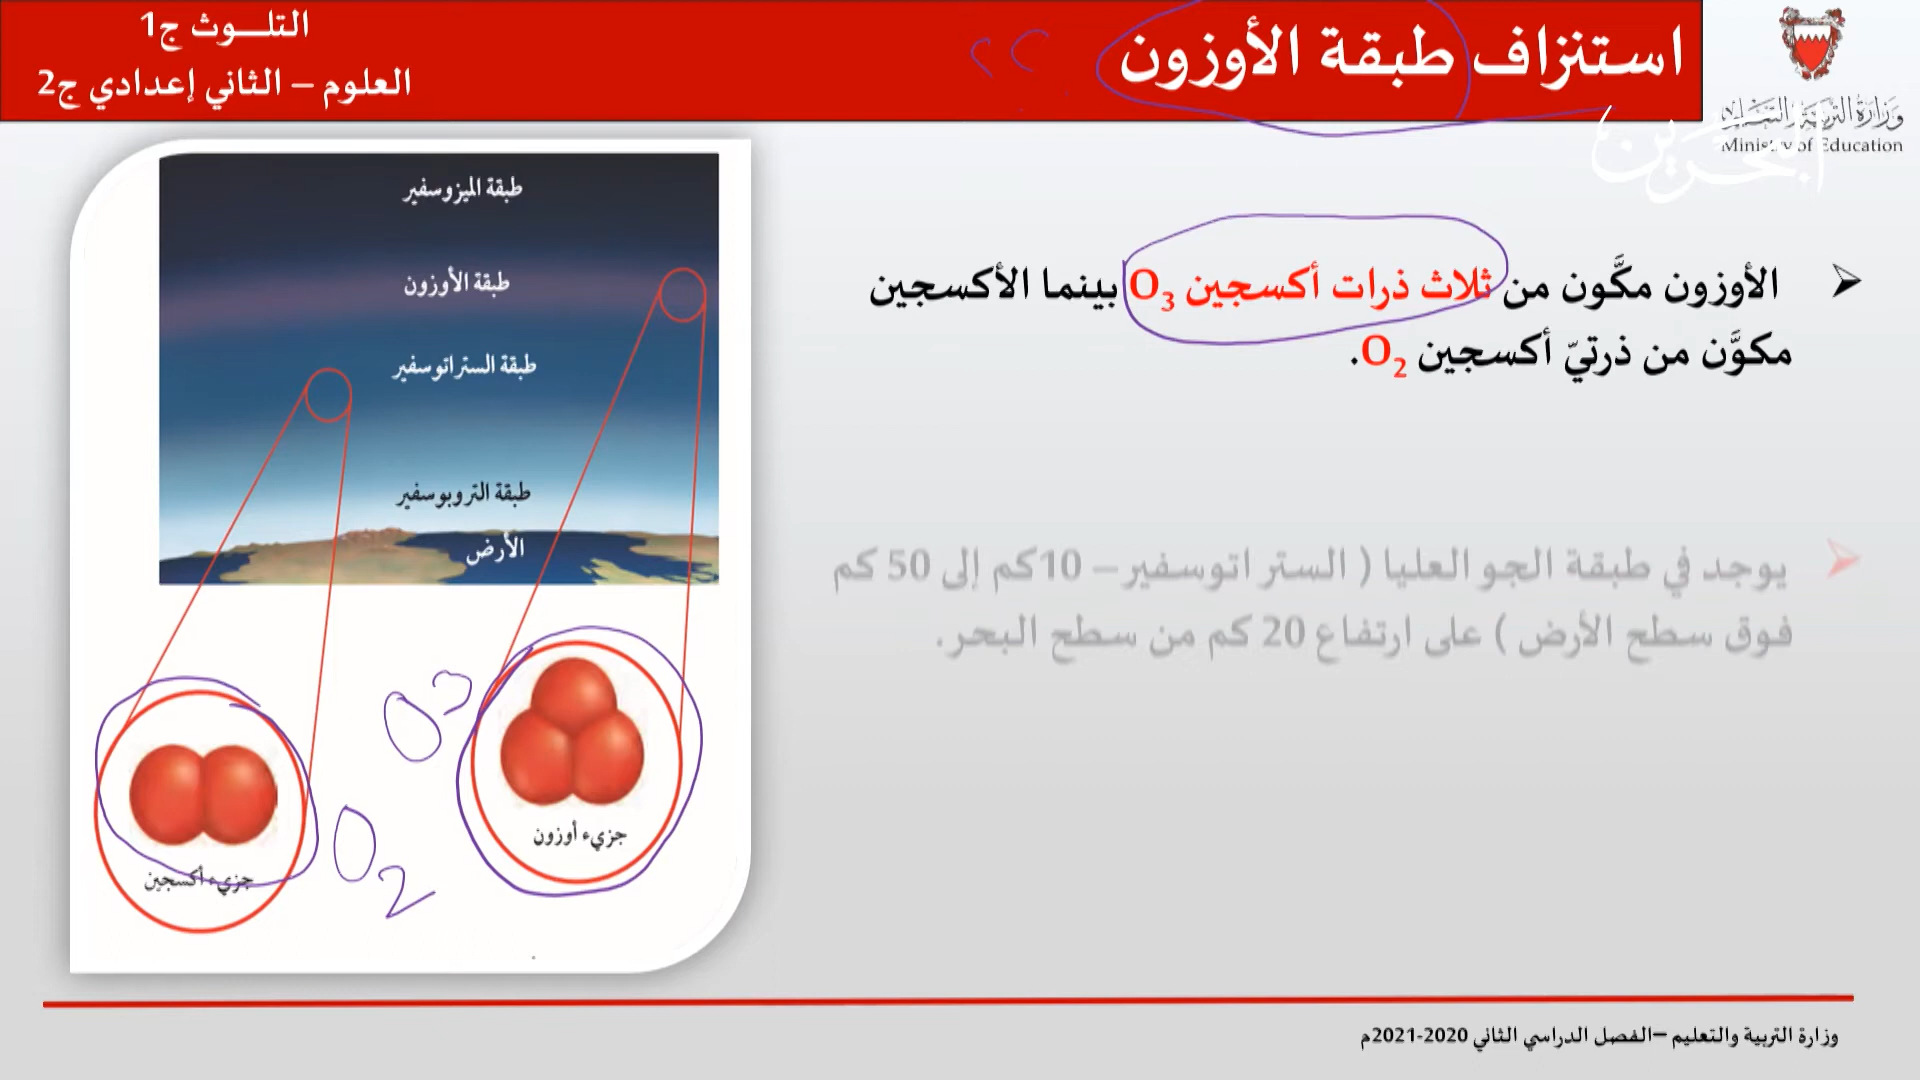 استنزاف طبقة الأوزون
التلـــوث ج1
العلوم – الثاني إعدادي ج2
وزارة التربية والتعليم
Ministry of Education
البحرين
الأوزون مكَّون من ثلاث ذرات أكسجين O3 بينما الأكسجين
مكوَّن من ذرتيّ أكسجين O2.
يوجد في طبقة الجو العليا ( الستراتوسفير– 10كم إلى 50 كم
فوق سطح الأرض ) على ارتفاع 20 كم من سطح البحر.
طبقة الميزوسفير
طبقة الأوزون
طبقة الستراتوسفير
طبقة التروبوسفير
الأرض
O3
جزيء أوزون
O2
جزيء أكسجين
وزارة التربية والتعليم –الفصل الدراسي الثاني 2020-2021م